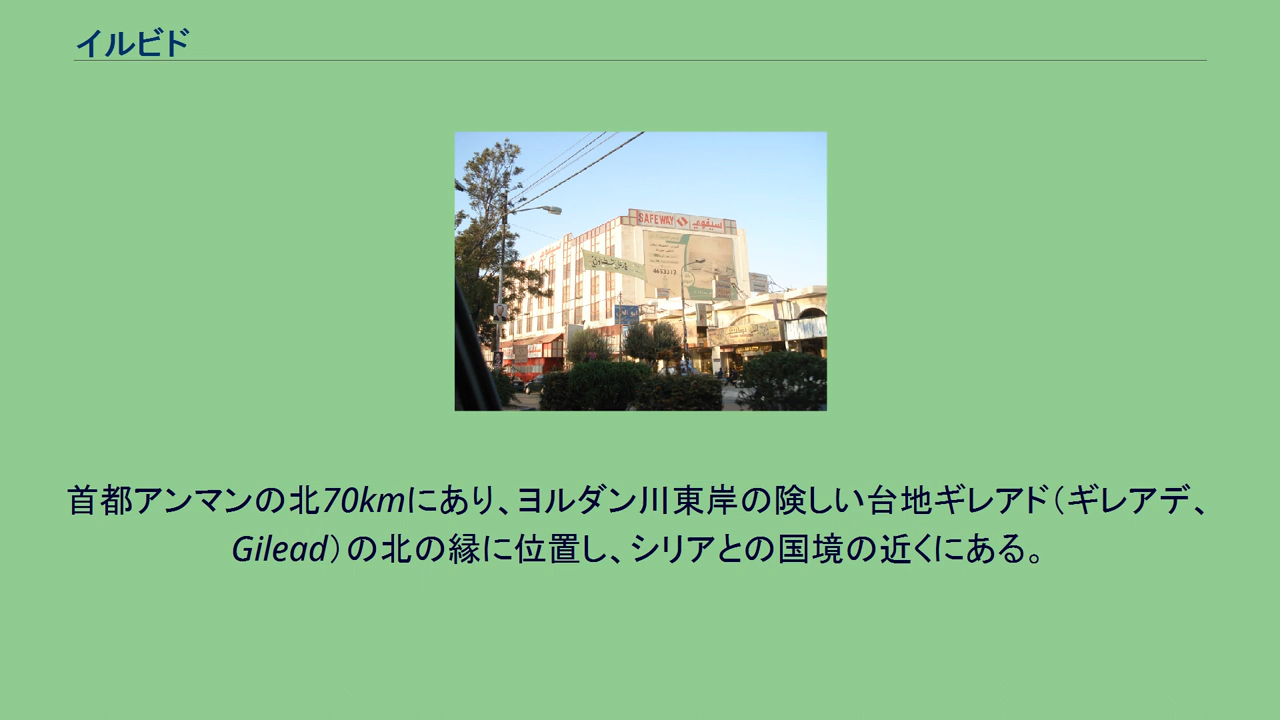 イルビド
SAFEWAY سيفوي
4653317
首都アンマンの北70kmにあり、ヨルダン川東岸の険しい台地ギレアド（ギレアデ、
Gilead）の北の縁に位置し、シリアとの国境の近くにある。